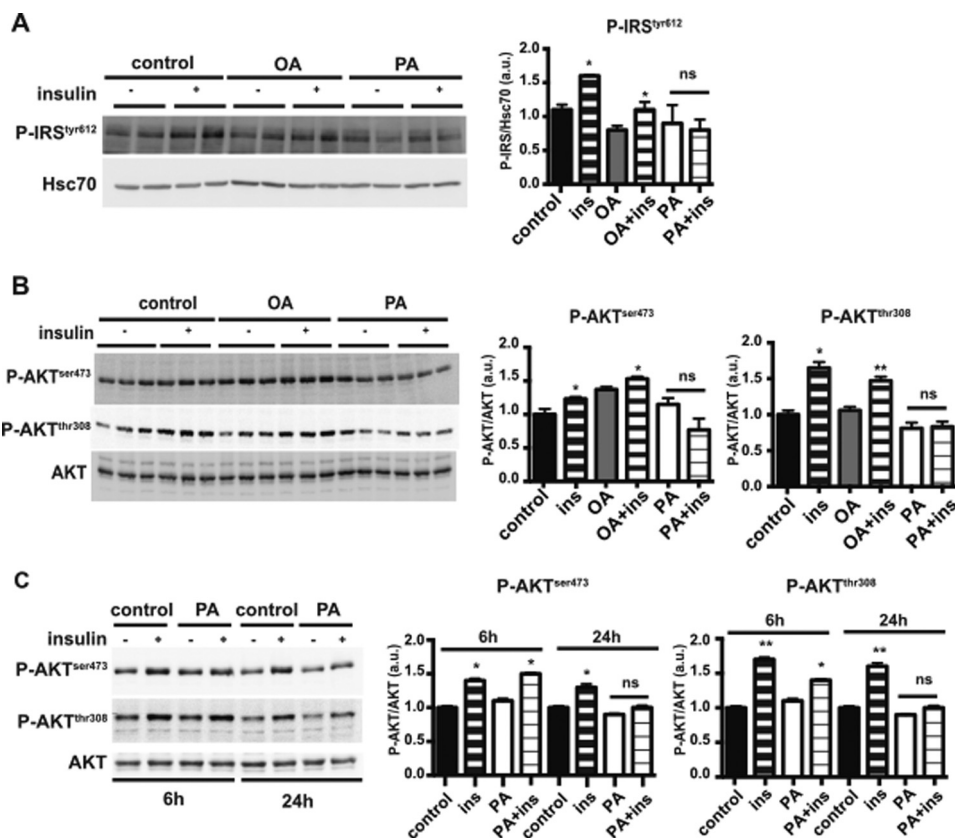 A
control OA PA
insulin - + - + - +
P-IRStyr612
Hsc70
P-IRStyr612
P-IRS/Hsc70 (a.u.)
2.0
1.5
1.0
0.5
0.0
* * ns
control ins OA OA+ins PA PA+ins
B
control OA PA
insulin - + - + - +
P-AKTser473
P-AKTthr308
AKT
P-AKTser473
P-AKT/AKT (a.u.)
2.0
1.5
1.0
0.5
0.0
* * ns
control ins OA OA+ins PA PA+ins
P-AKTthr308
P-AKT/AKT (a.u.)
2.0
1.5
1.0
0.5
0.0
* ** ns
control ins OA OA+ins PA PA+ins
C
control PA control PA
insulin - + - + - + - +
P-AKTser473
P-AKTthr308
AKT
6h 24h
P-AKTser473
6h 24h
P-AKT/AKT (a.u.)
2.0
1.5
1.0
0.5
0.0
* * * ns
control ins PA PA+ins control ins PA PA+ins
P-AKTthr308
6h 24h
P-AKT/AKT (a.u.)
2.0
1.5
1.0
0.5
0.0
** * ** ns
control ins PA PA+ins control ins PA PA+ins